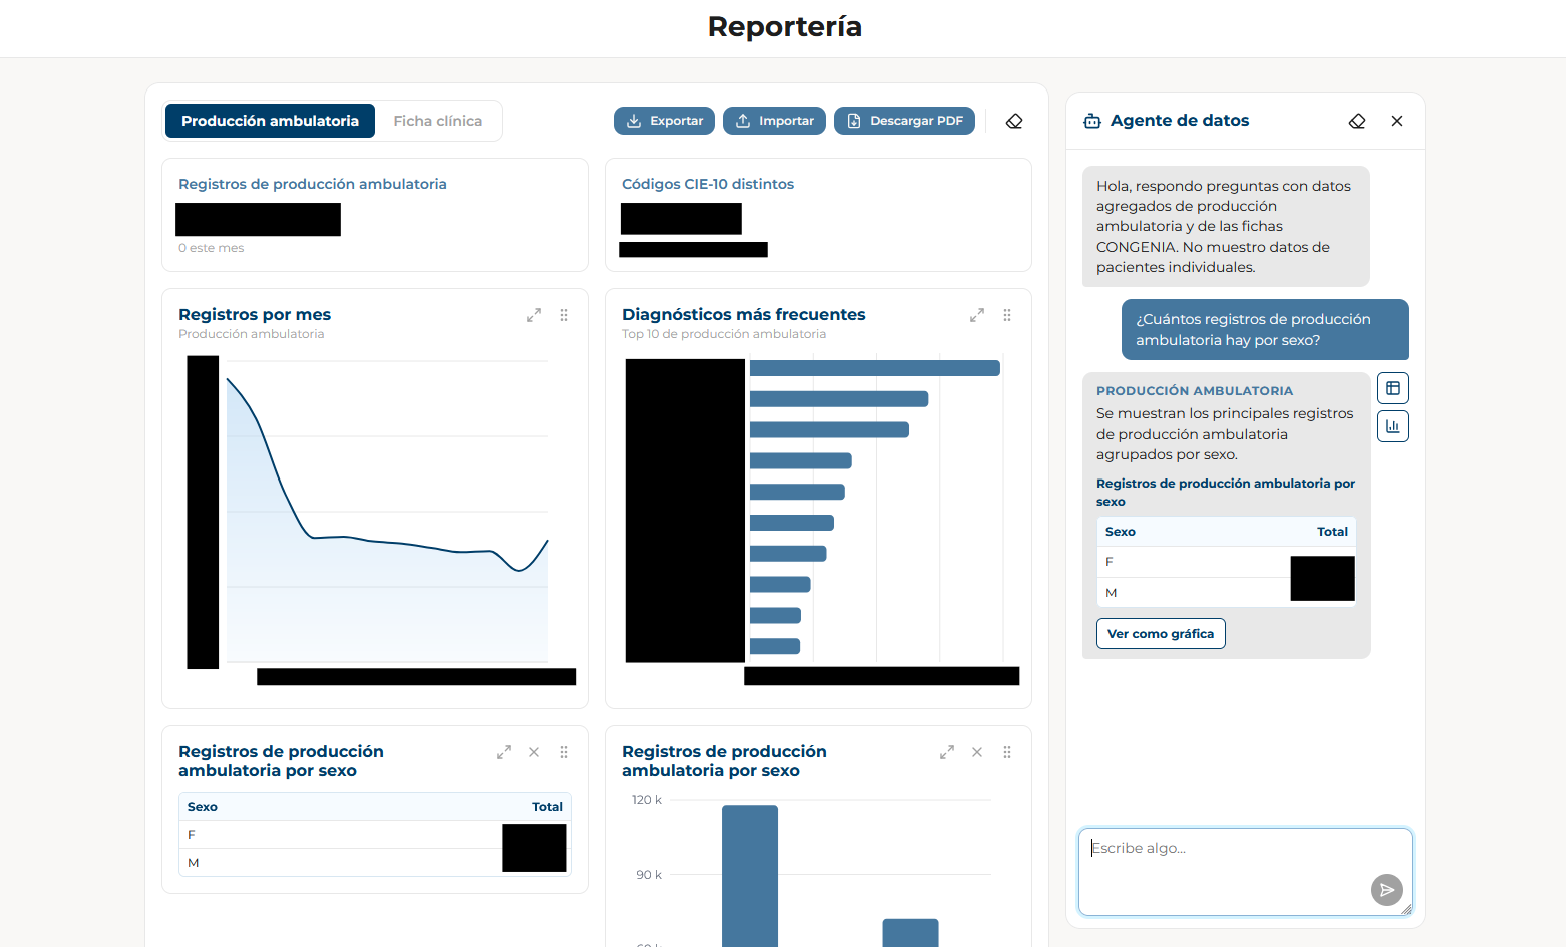 Reportería
Producción ambulatoria
Ficha clínica
Exportar
Importar
Descargar PDF
Registros de producción ambulatoria
0 este mes
Códigos CIE-10 distintos
Registros por mes
Producción ambulatoria
Diagnósticos más frecuentes
Top 10 de producción ambulatoria
Registros de producción
ambulatoria por sexo
Sexo Total
F
M
Registros de producción
ambulatoria por sexo
120 k
90 k
Agente de datos
Hola, respondo preguntas con datos
agregados de producción
ambulatoria y de las fichas
CONGENIA. No muestro datos de
pacientes individuales.
¿Cuántos registros de producción
ambulatoria hay por sexo?
PRODUCCIÓN AMBULATORIA
Se muestran los principales registros
de producción ambulatoria
agrupados por sexo.
Registros de producción ambulatoria por
sexo
Sexo Total
F
M
Ver como gráfica
Escribe algo...